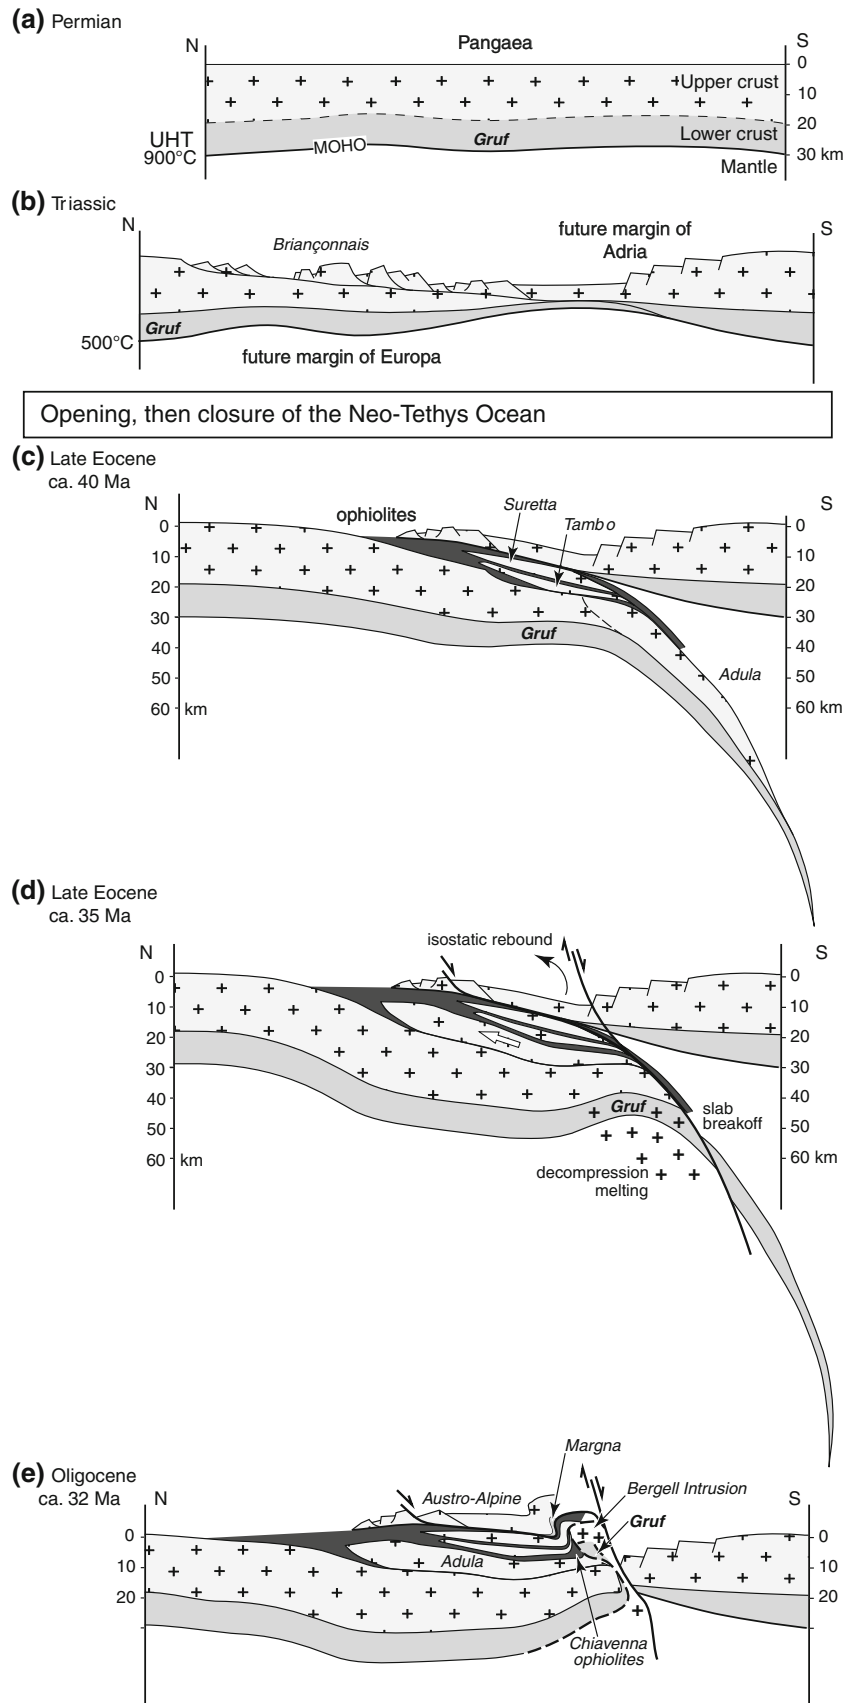 (a) Permian
N
Pangaea
S
0
Upper crust
10
20
UHT
900°C
MOHO
Gruf
Lower crust
30 km
Mantle
(b) Triassic
N
Briançonnais
future margin of
Adria
S
Gruf
500°C
future margin of Europa
Opening, then closure of the Neo-Tethys Ocean
(c) Late Eocene
ca. 40 Ma
N
S
ophiolites
Suretta
Tambo
0
10
20
30
40
50
60 km
0
10
20
30
40
50
60 km
Gruf
Adula
(d) Late Eocene
ca. 35 Ma
N
isostatic rebound
S
0
10
20
30
40
50
60 km
0
10
20
30
40
50
60 km
Gruf
slab
breakoff
decompression
melting
(e) Oligocene
ca. 32 Ma
N
Margna
Austro-Alpine
Bergell Intrusion
S
Gruf
0
10
20
0
10
20
Adula
Chiavenna
ophiolites